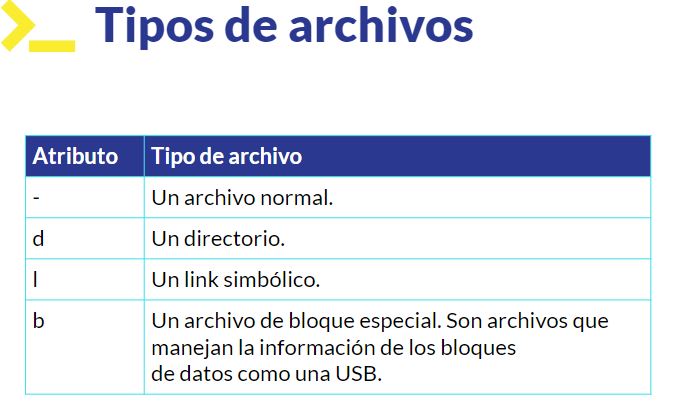 Tipos de archivos
Atributo Tipo de archivo
- Un archivo normal.
d Un directorio.
l Un link simbólico.
b Un archivo de bloque especial. Son archivos que
manejan la información de los bloques
de datos como una USB.